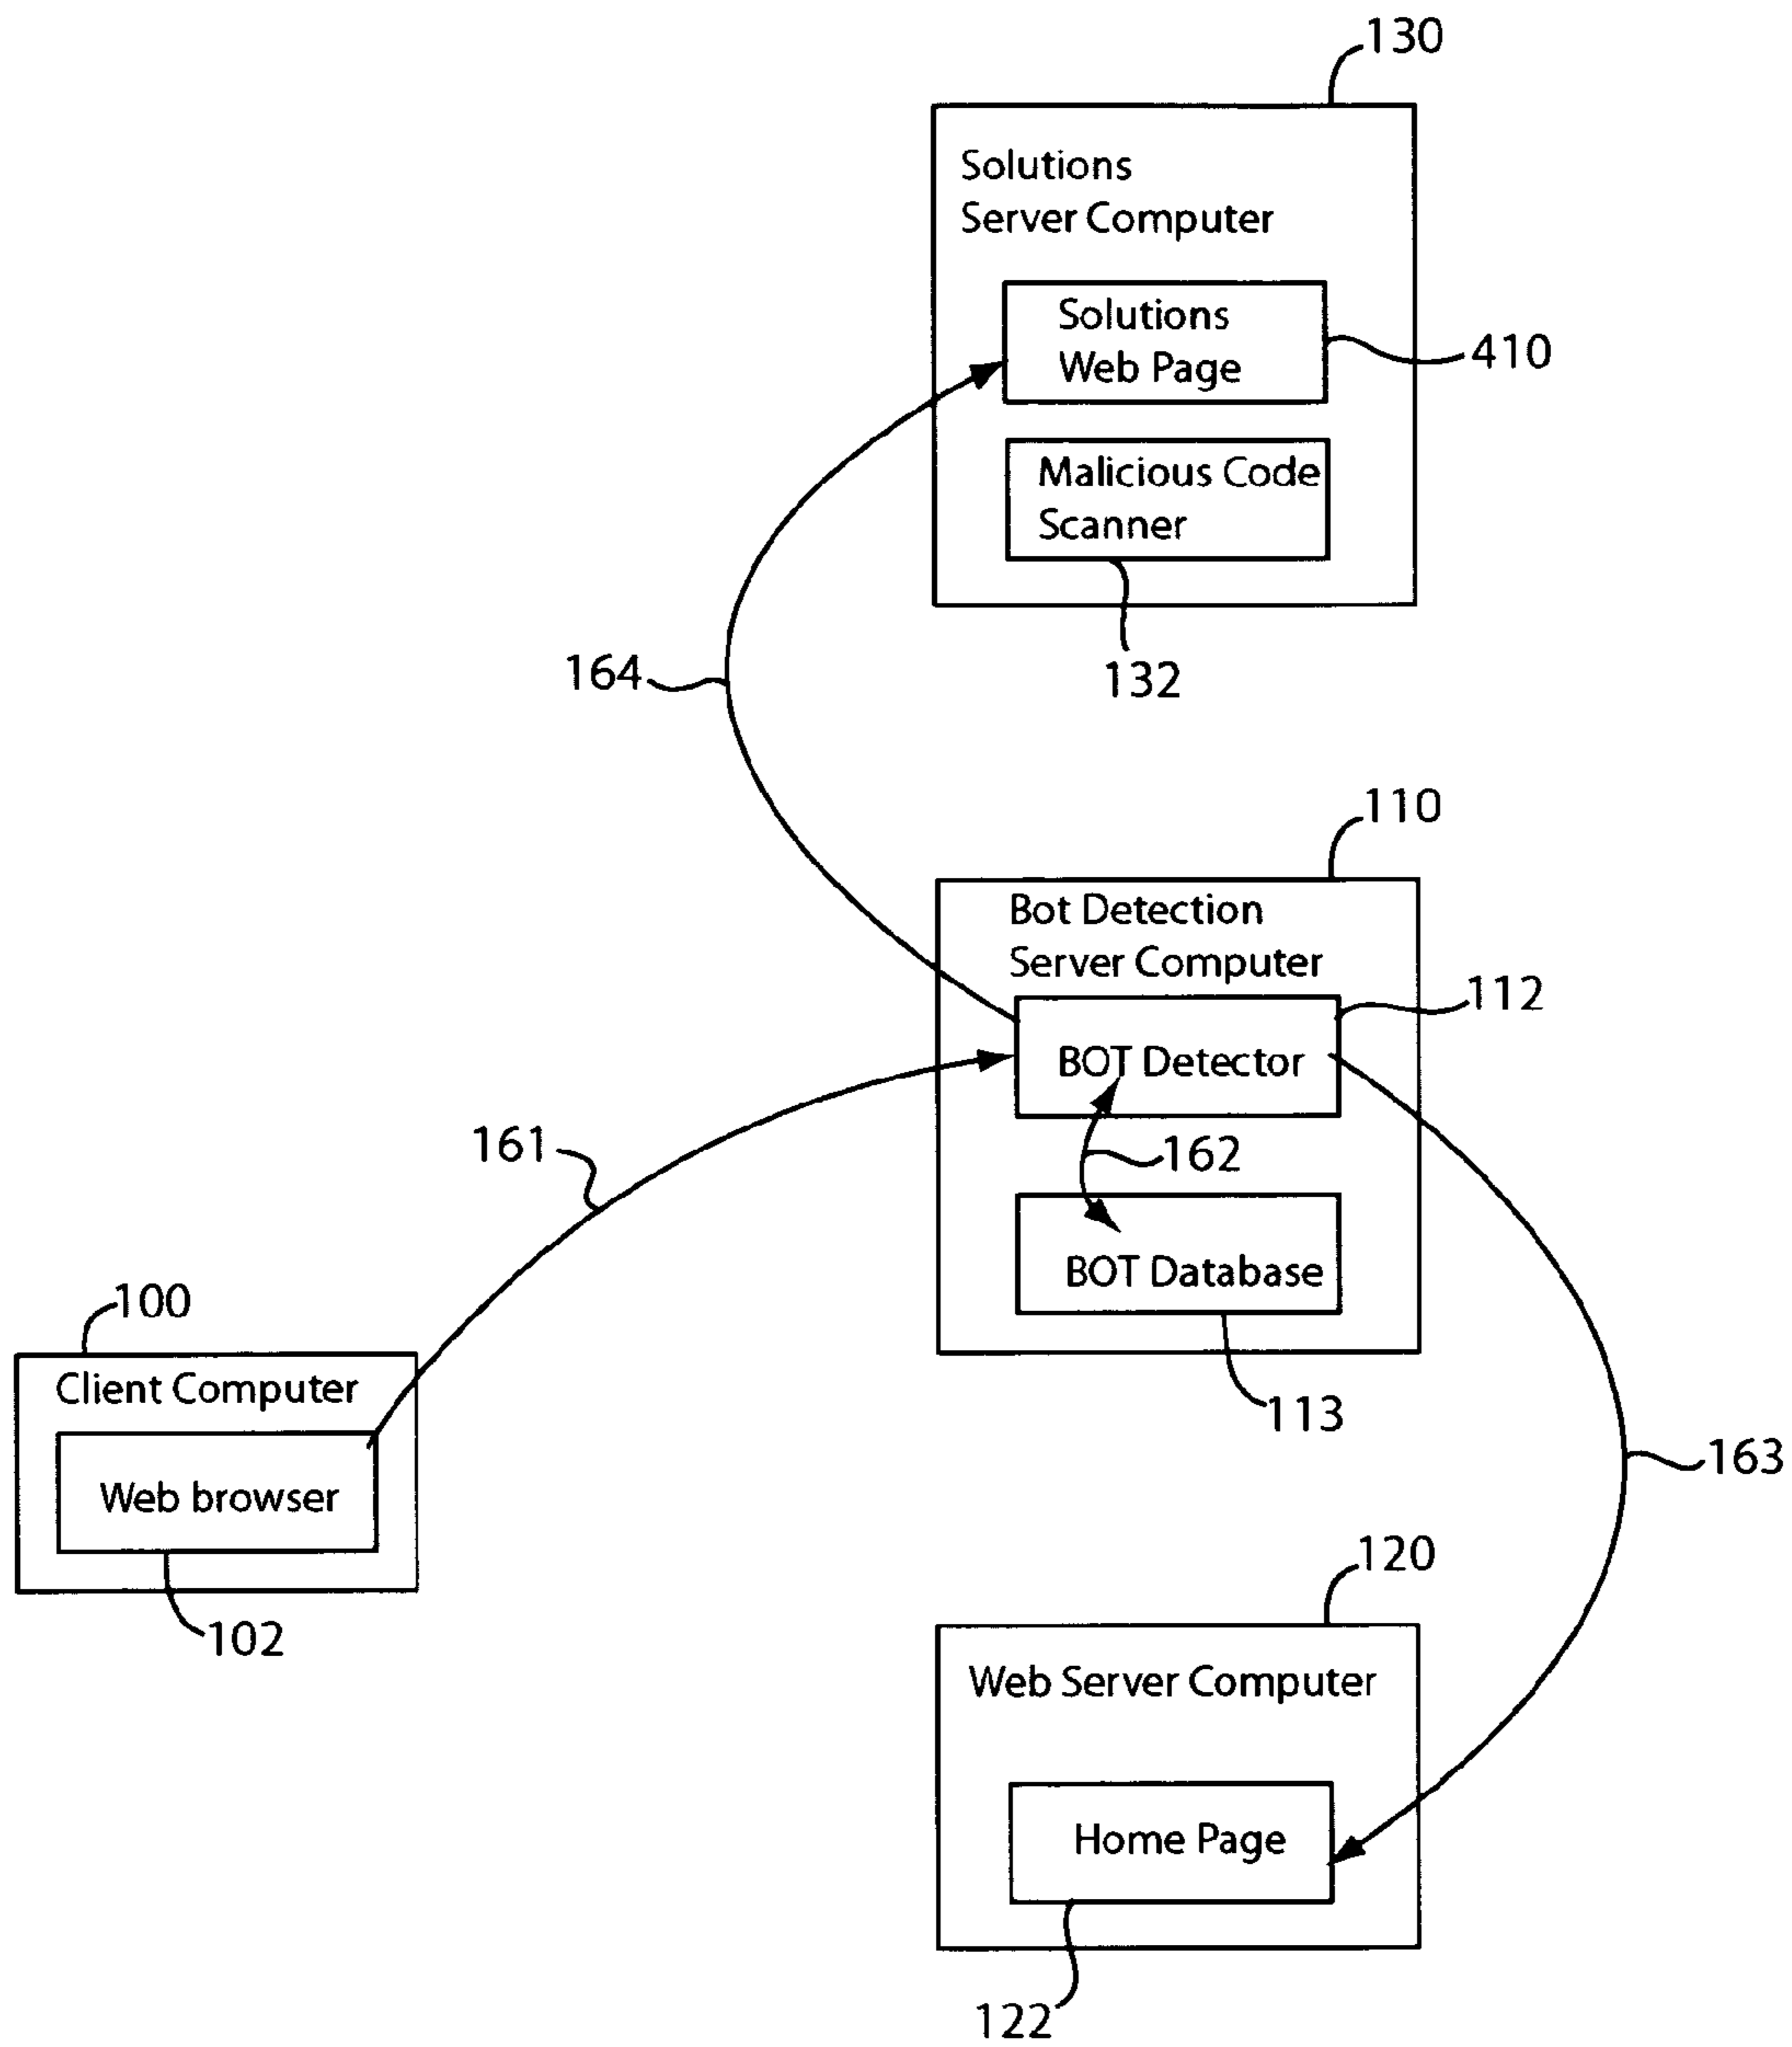 130
Solutions
Server Computer
Solutions
Web Page
410
Malicious Code
Scanner
132
164
110
Bot Detection
Server Computer
112
BOT Detector
161
162
BOT Database
113
100
Client Computer
Web browser
102
163
120
Web Server Computer
Home Page
122